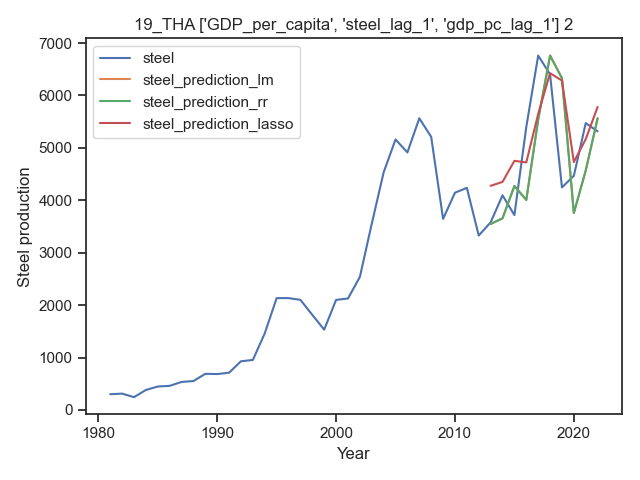 19_THA ['GDP_per_capita', 'steel_lag_1', 'gdp_pc_lag_1'] 2
7000
6000
5000
4000
3000
2000
1000
0
Steel production
steel
steel_prediction_lm
steel_prediction_rr
steel_prediction_lasso
1980
1990
2000
2010
2020
Year